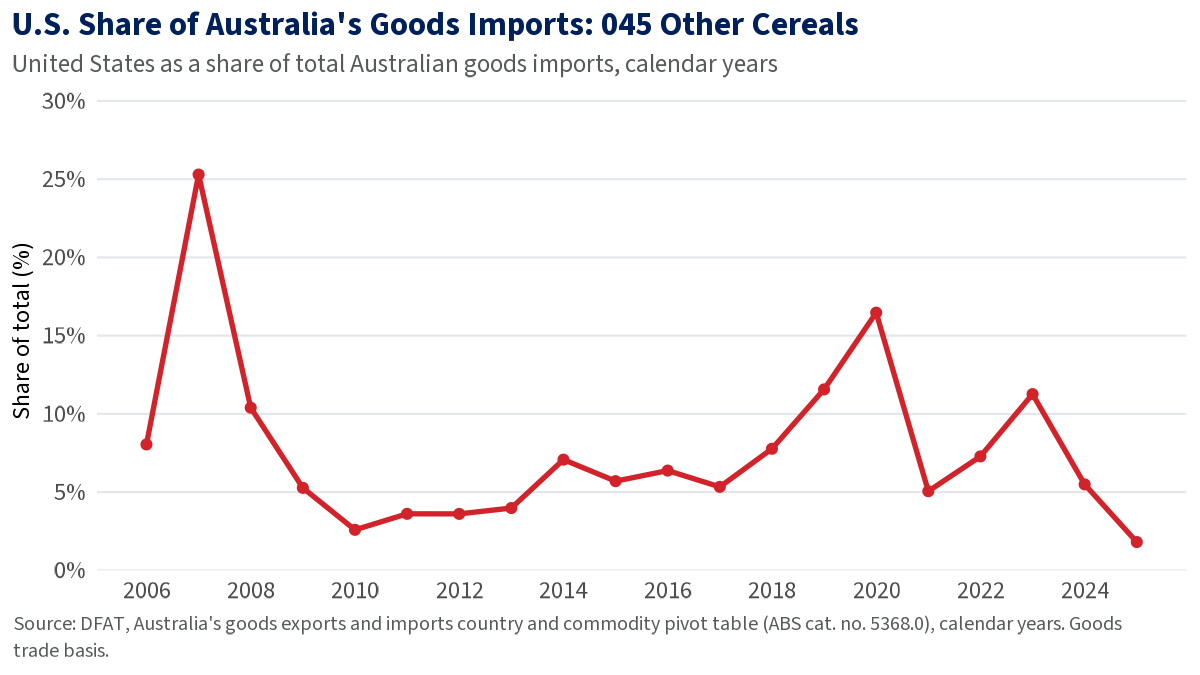 U.S. Share of Australia's Goods Imports: 045 Other Cereals
United States as a share of total Australian goods imports, calendar years
Share of total (%)
30%
25%
20%
15%
10%
5%
0%
2006 2008 2010 2012 2014 2016 2018 2020 2022 2024
Source: DFAT, Australia's goods exports and imports country and commodity pivot table (ABS cat. no. 5368.0), calendar years. Goods
trade basis.